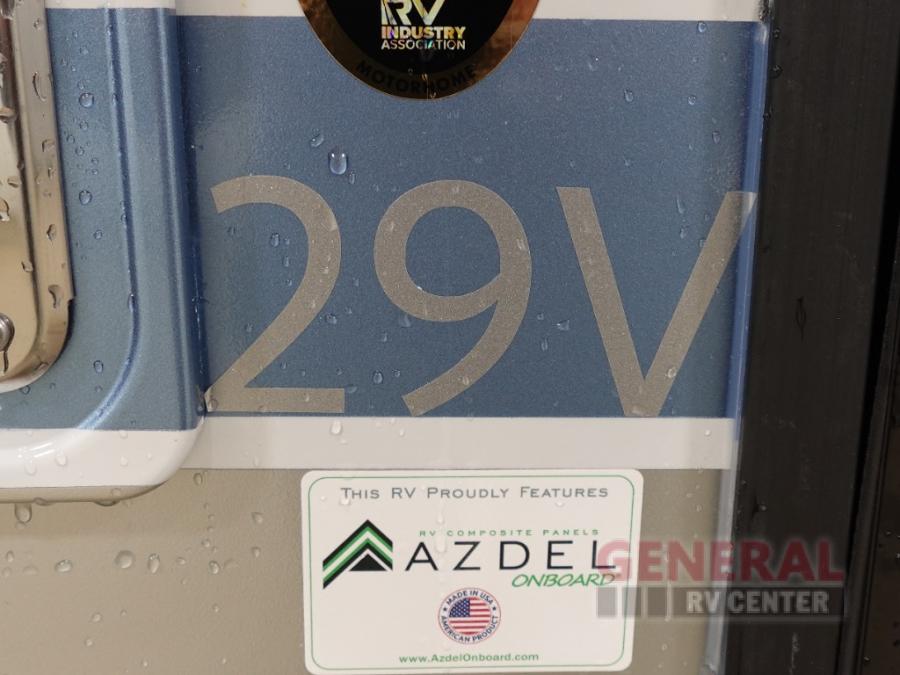 RV
INDUSTRY
ASSOCIATION
MOTORHOME
29V
THIS RV PROUDLY FEATURES
RV COMPOSITE PANELS
AZDEL
ONBOARD
MADE IN USA
AMERICAN PRODUCT
www.AzdelOnboard.com
GENERAL
RV CENTER